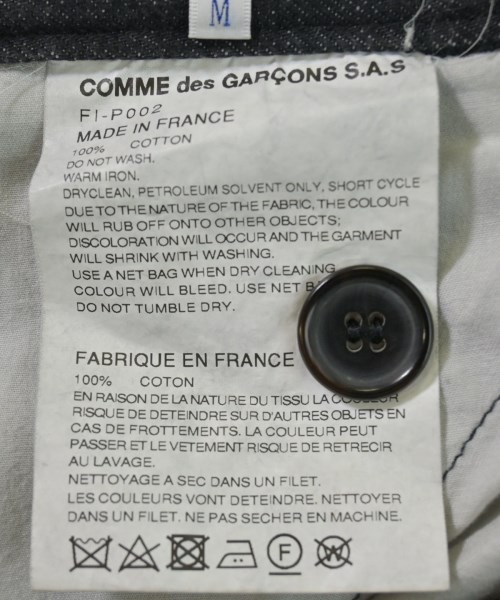 M
COMME des GARÇONS S.A.S
F1-P002
MADE IN FRANCE
100% COTTON
DO NOT WASH.
WARM IRON.
DRYCLEAN, PETROLEUM SOLVENT ONLY, SHORT CYCLE
DUE TO THE NATURE OF THE FABRIC, THE COLOUR
WILL RUB OFF ONTO OTHER OBJECTS;
DISCOLORATION WILL OCCUR AND THE GARMENT
WILL SHRINK WITH WASHING.
USE A NET BAG WHEN DRY CLEANING
COLOUR WILL BLEED. USE NET
DO NOT TUMBLE DRY.
FABRIQUE EN FRANCE
100% COTON
EN RAISON DE LA NATURE DU TISSU LA COULEUR
RISQUE DE DETEINDRE SUR D'AUTRES OBJETS EN
CAS DE FROTTEMENTS. LA COULEUR PEUT
PASSER ET LE VETEMENT RISQUE DE RETRECIR
AU LAVAGE.
NETTOYAGE A SEC DANS UN FILET.
LES COULEURS VONT DETEINDRE. NETTOYER
DANS UN FILET. NE PAS SECHER EN MACHINE.
F W